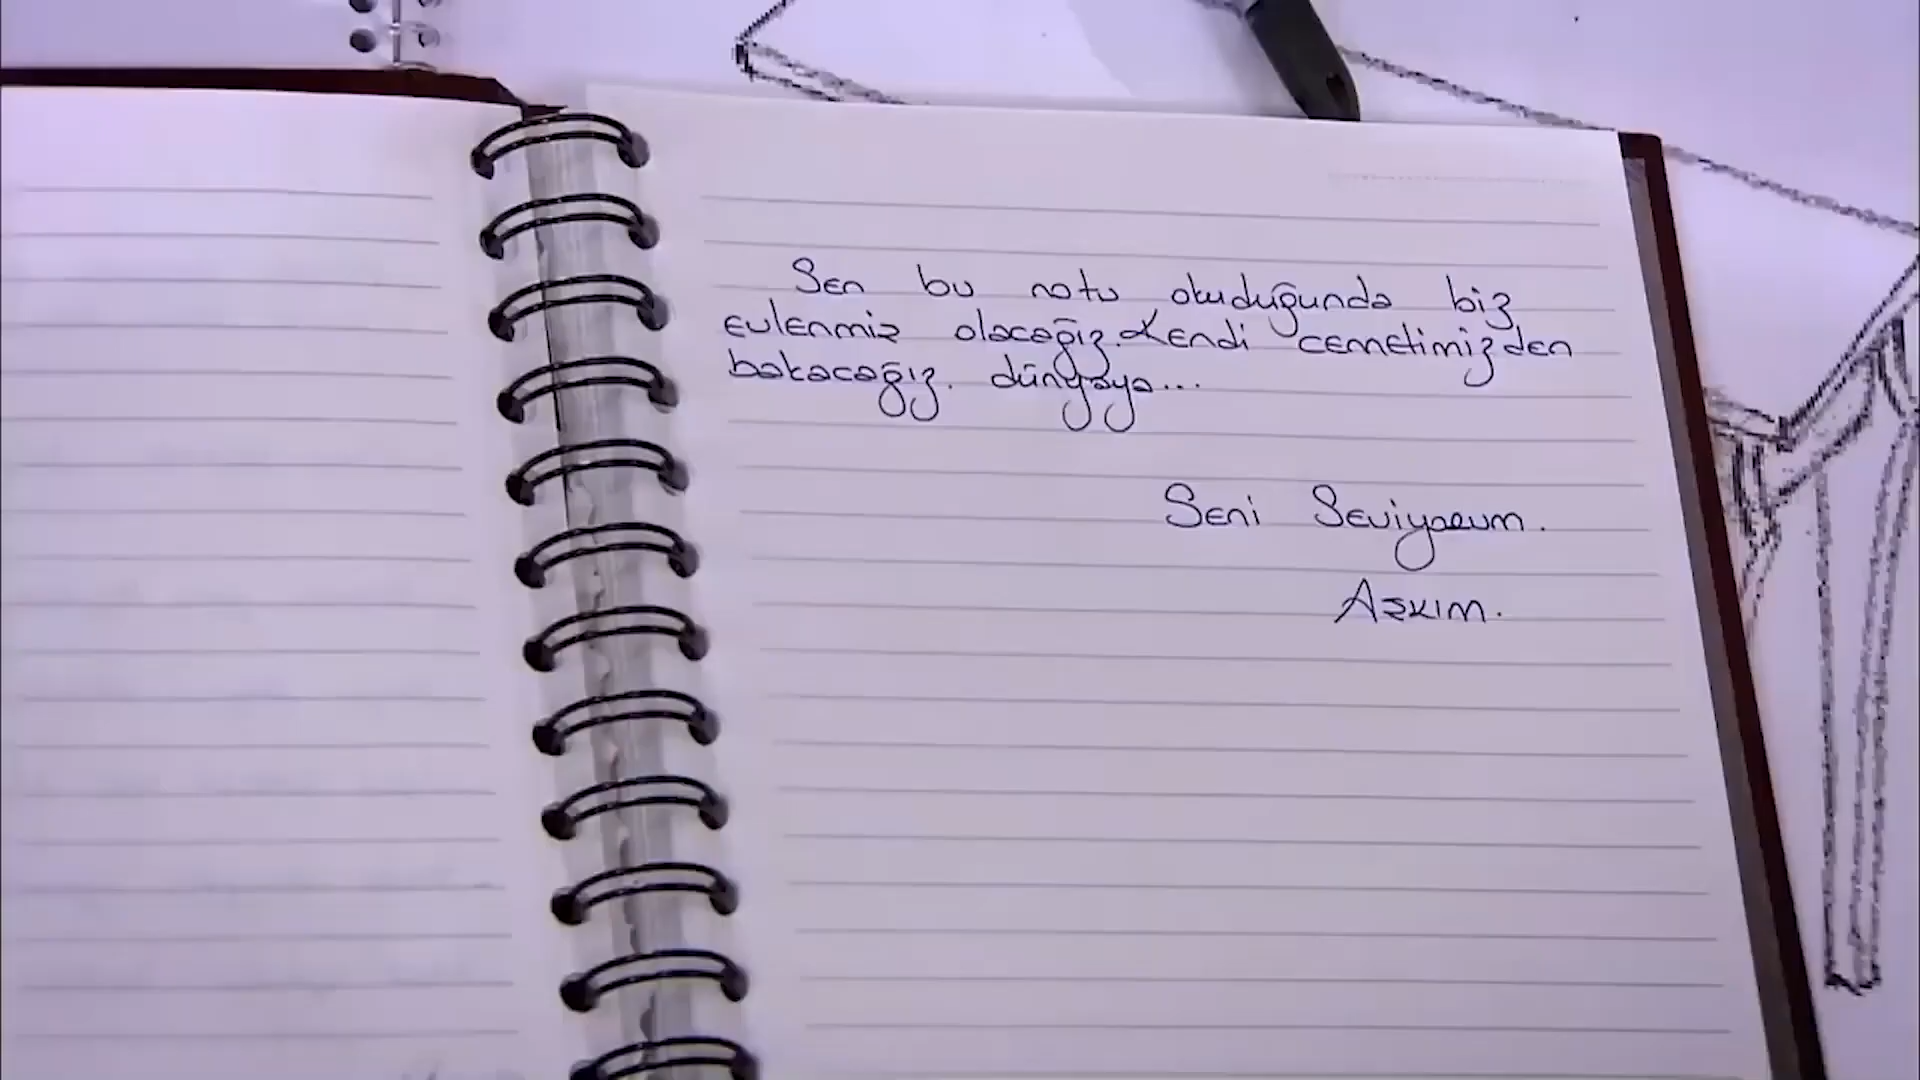 Sen bu notu okuduğunda biz
evlenmiş olacağız. Kendi cennetimizden
bakacağız. dünyaya...
Seni Seviyorum.
Aşkım.